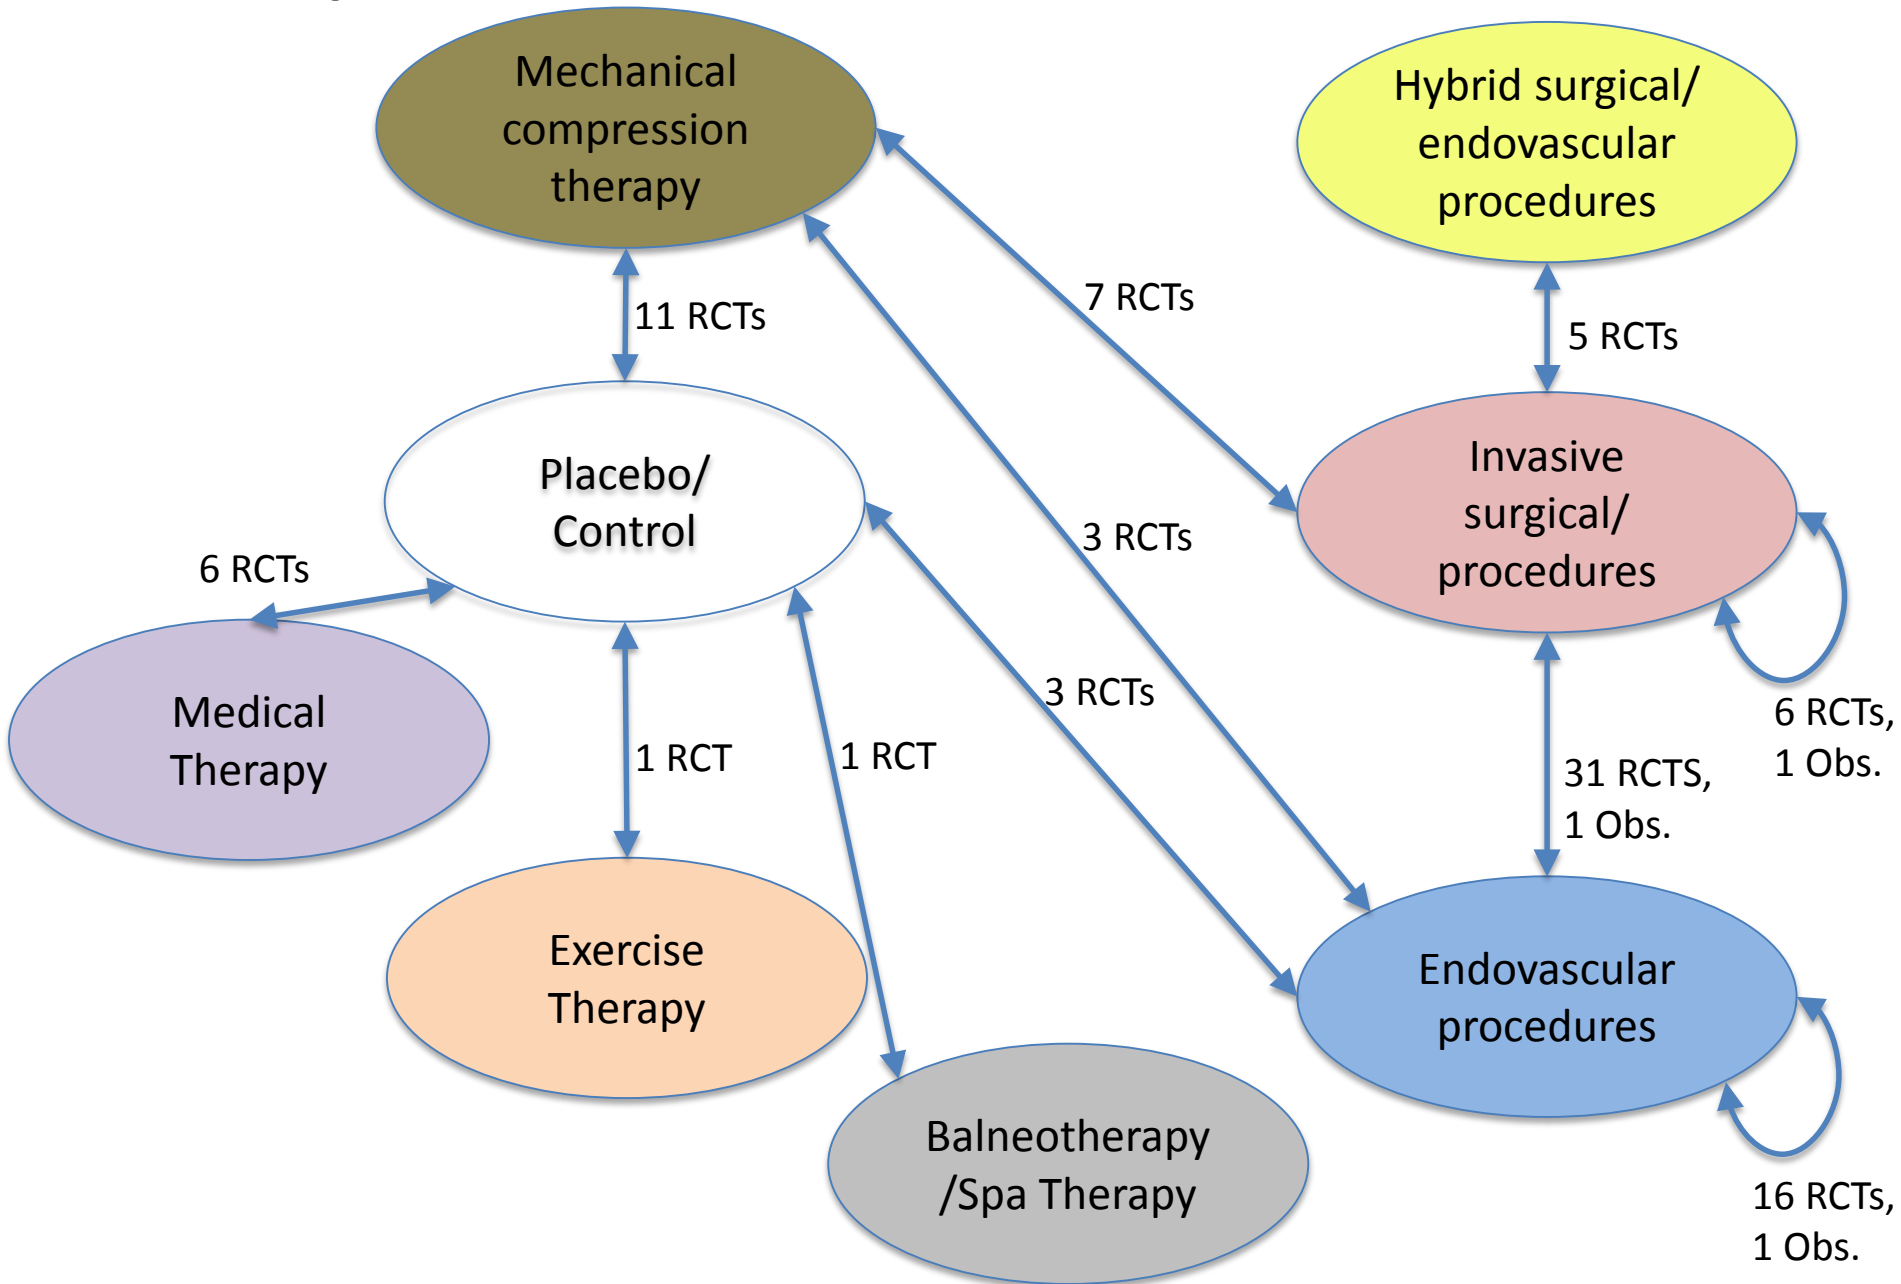 Mechanical
compression
therapy
Hybrid surgical/
endovascular
procedures
7 RCTs
11 RCTs
5 RCTs
Placebo/
Control
Invasive
surgical/
procedures
3 RCTs
6 RCTs
3 RCTs
6 RCTs,
1 Obs.
Medical
Therapy
1 RCT
1 RCT
31 RCTS,
1 Obs.
Exercise
Therapy
Endovascular
procedures
Balneotherapy
/Spa Therapy
16 RCTs,
1 Obs.